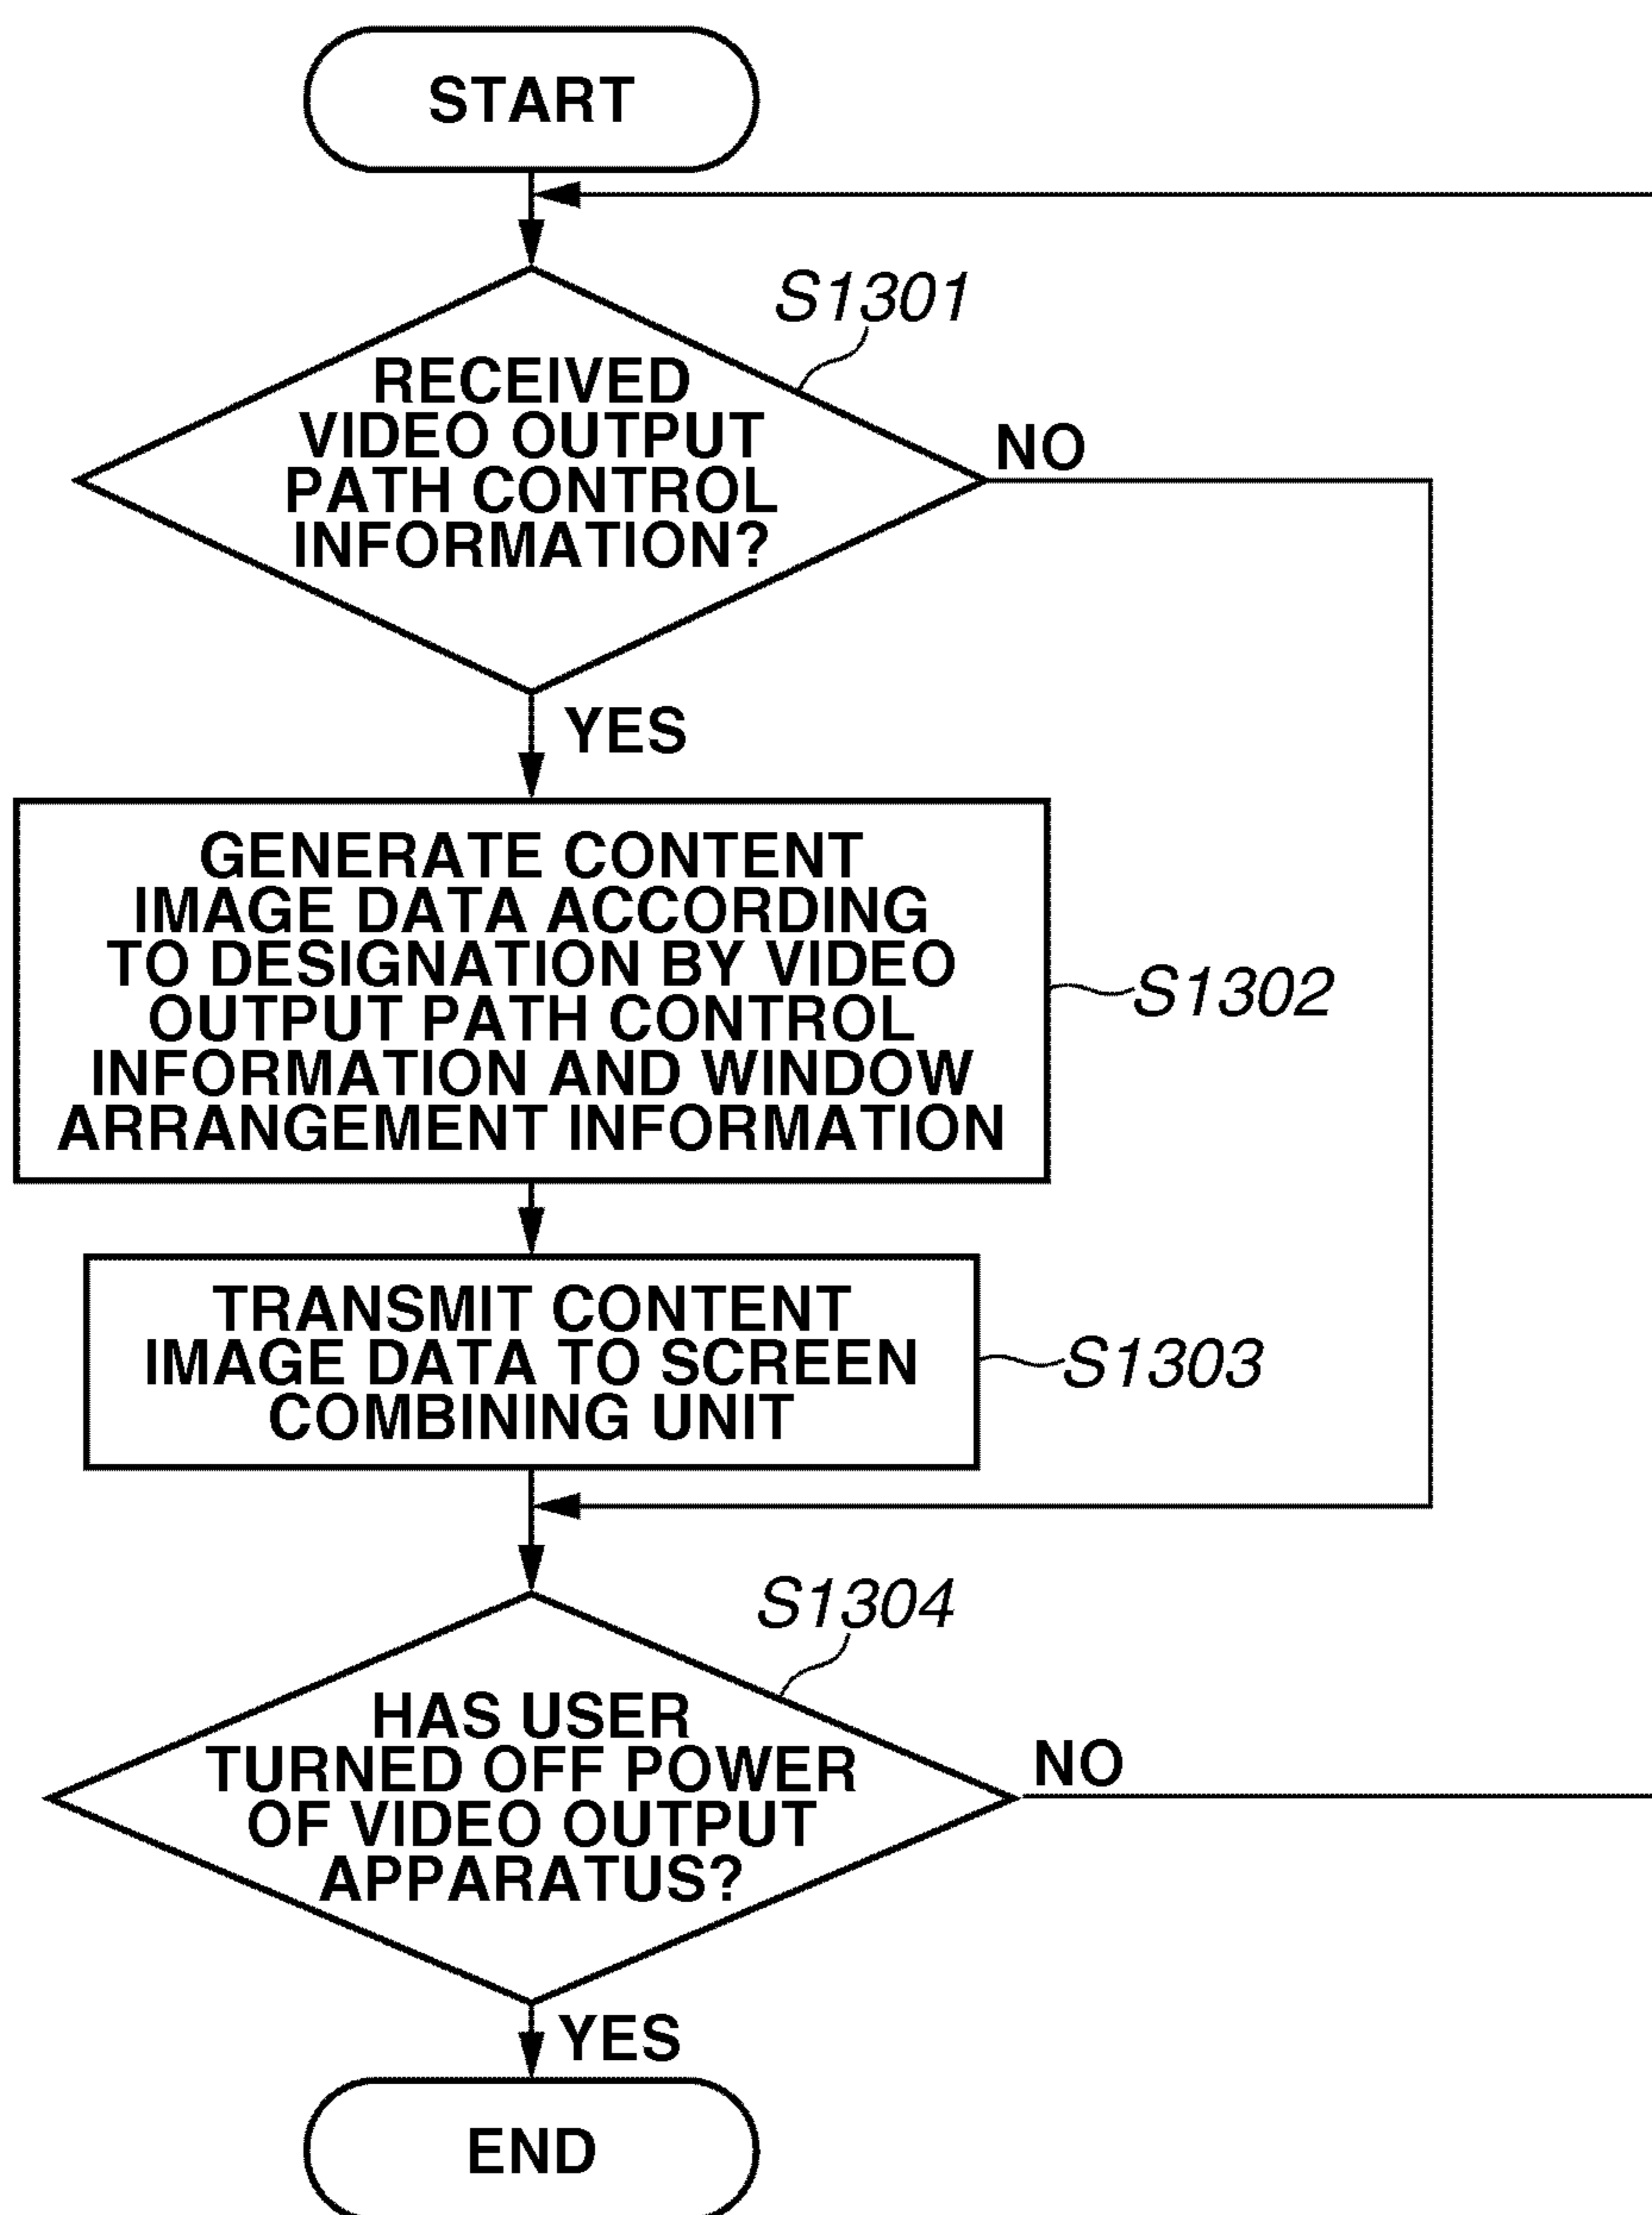 START
S1301
RECEIVED
VIDEO OUTPUT
PATH CONTROL
INFORMATION?
NO
YES
GENERATE CONTENT
IMAGE DATA ACCORDING
TO DESIGNATION BY VIDEO
OUTPUT PATH CONTROL
INFORMATION AND WINDOW
ARRANGEMENT INFORMATION
S1302
TRANSMIT CONTENT
IMAGE DATA TO SCREEN
COMBINING UNIT
S1303
S1304
HAS USER
TURNED OFF POWER
OF VIDEO OUTPUT
APPARATUS?
NO
YES
END